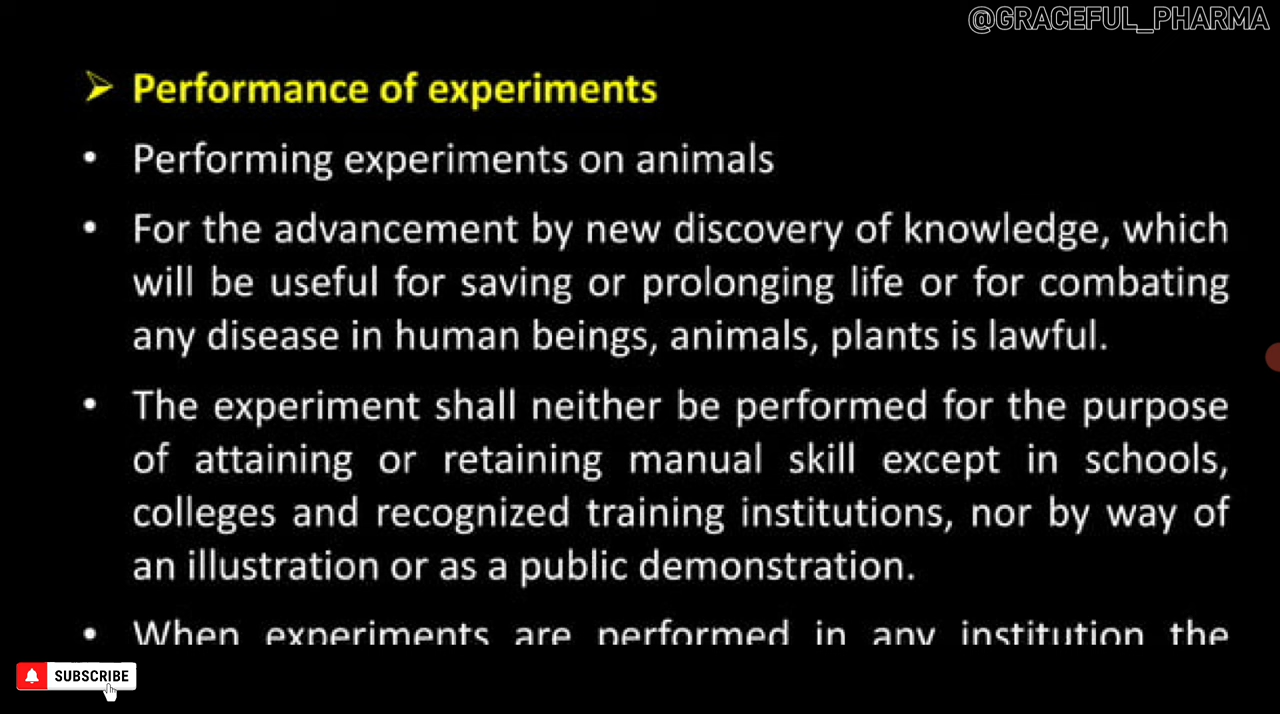 @GRACEFUL_PHARMA
➢ Performance of experiments
• Performing experiments on animals
• For the advancement by new discovery of knowledge, which
will be useful for saving or prolonging life or for combating
any disease in human beings, animals, plants is lawful.
• The experiment shall neither be performed for the purpose
of attaining or retaining manual skill except in schools,
colleges and recognized training institutions, nor by way of
an illustration or as a public demonstration.
• When experiments are performed in any institution the
SUBSCRIBE